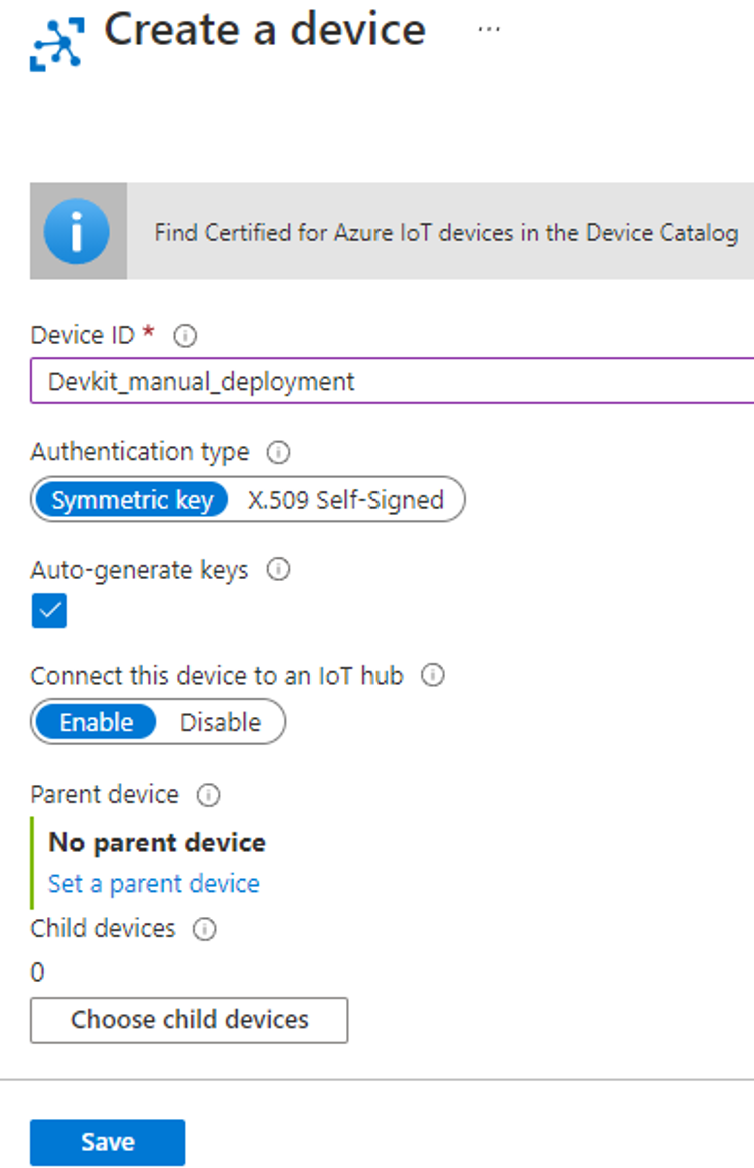 Create a device ...
Find Certified for Azure IoT devices in the Device Catalog
Device ID *
Devkit_manual_deployment
Authentication type
Symmetric key X.509 Self-Signed
Auto-generate keys
Connect this device to an IoT hub
Enable Disable
Parent device
No parent device
Set a parent device
Child devices
0
Choose child devices
Save